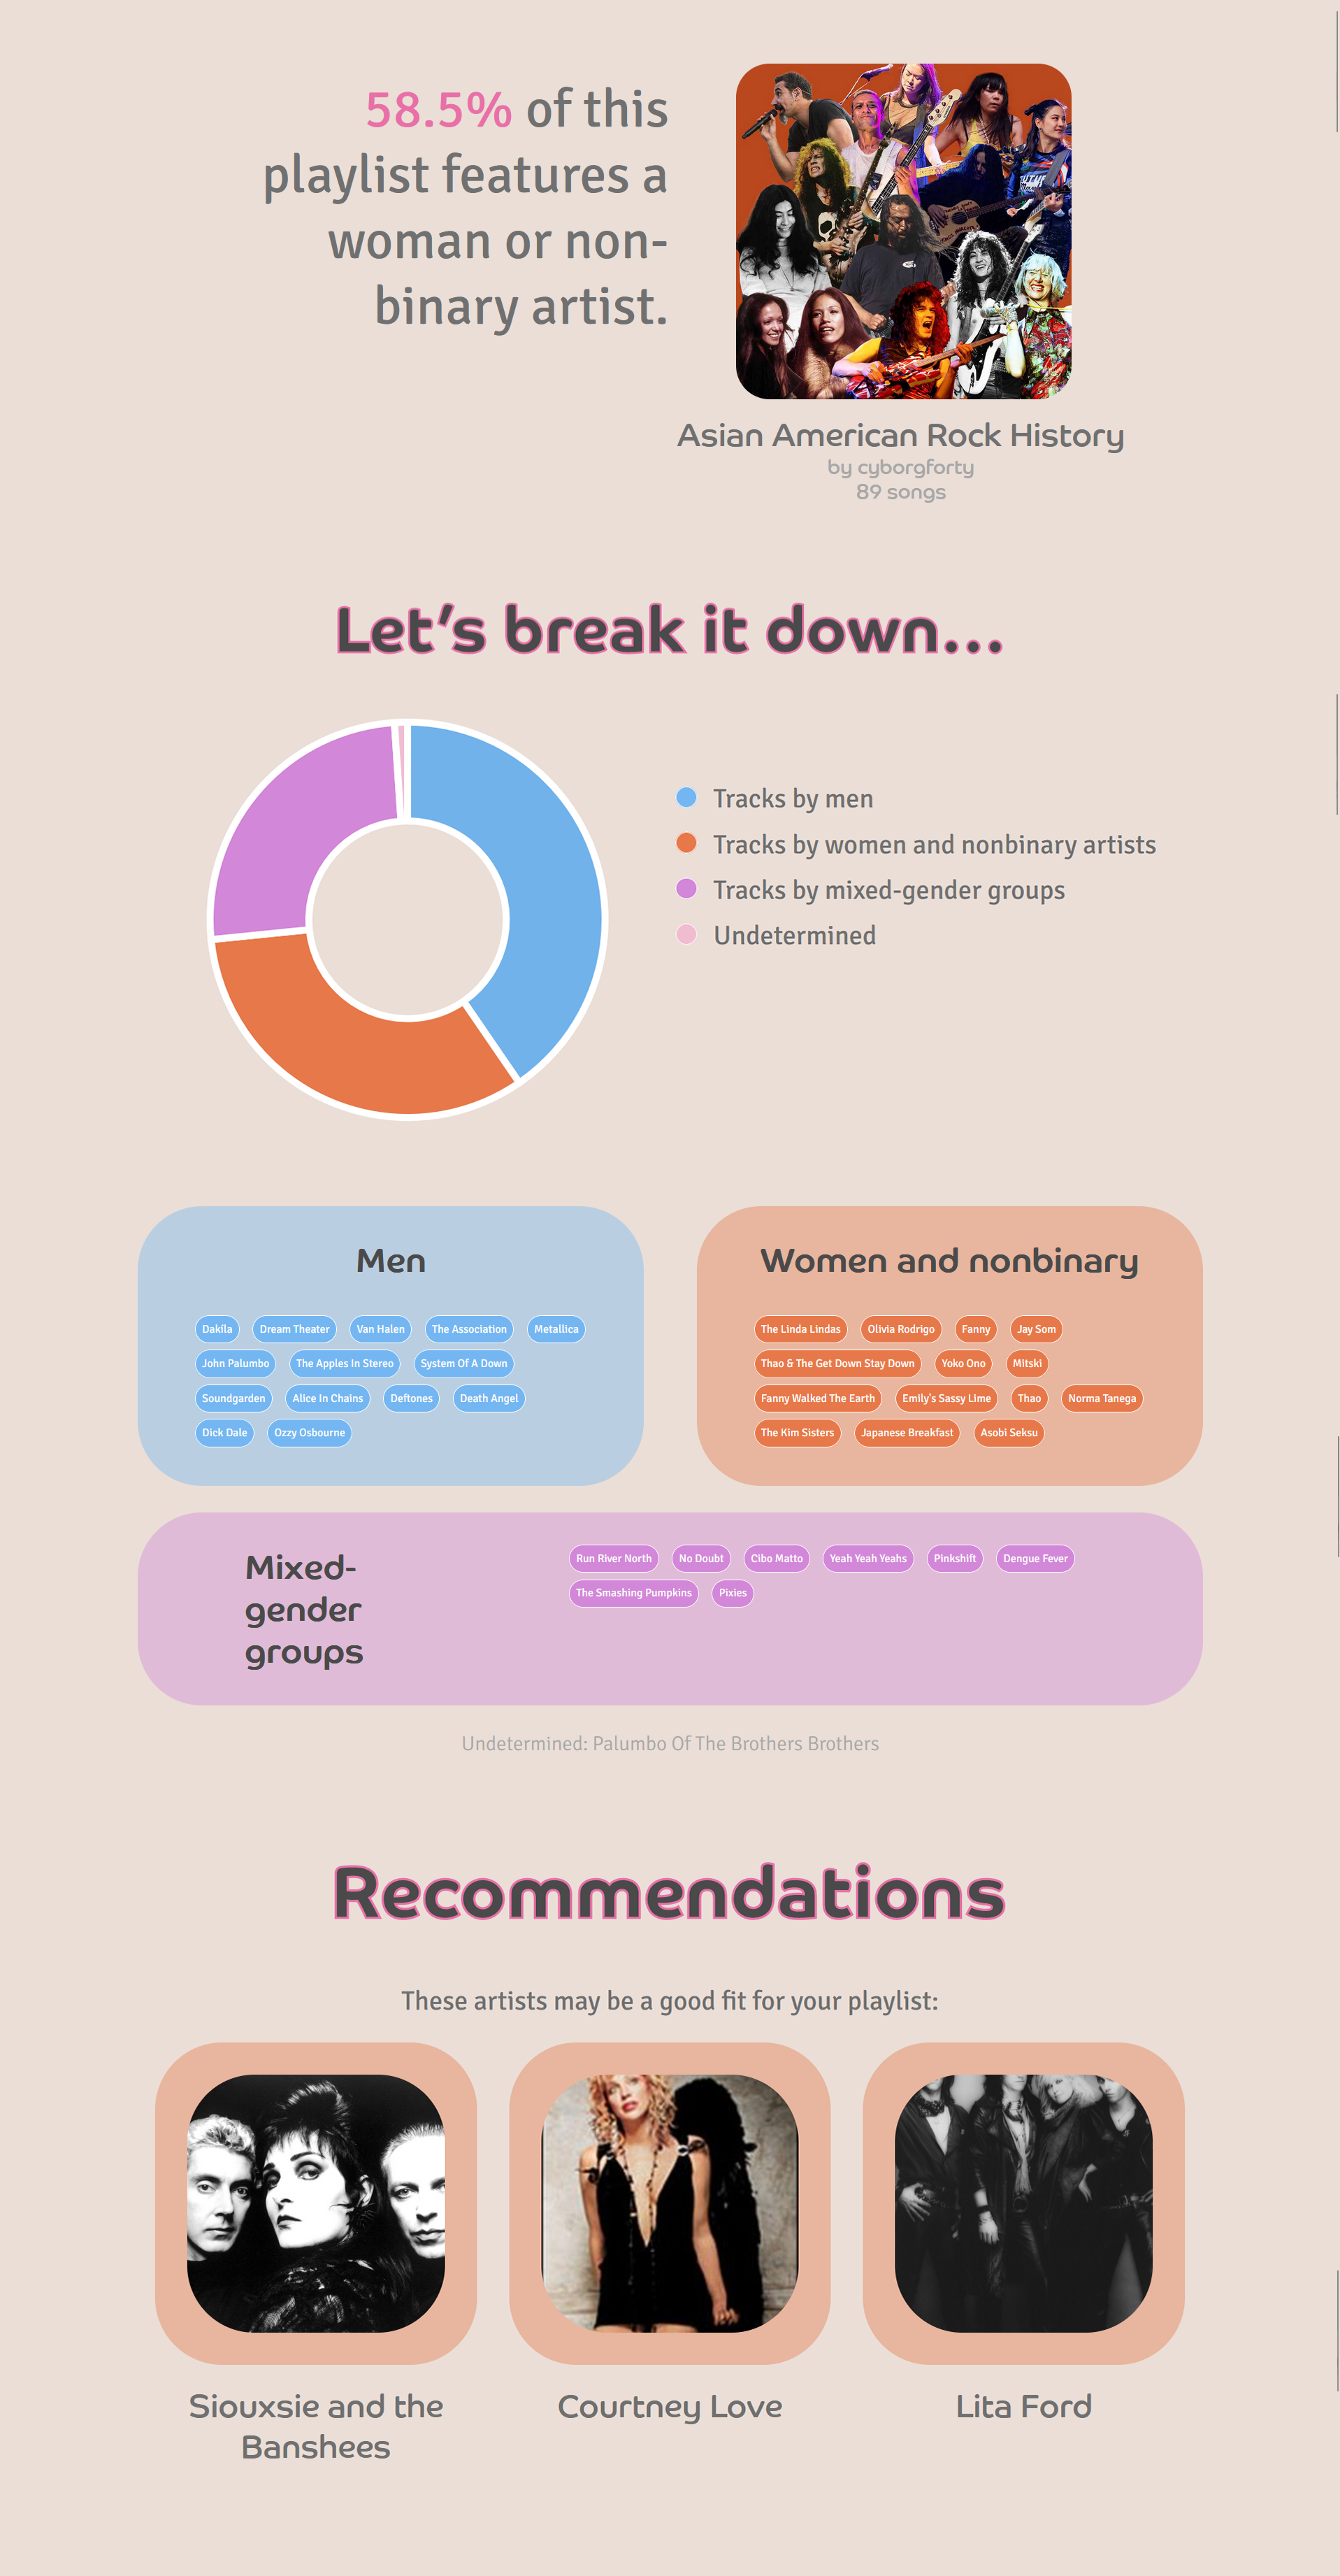 58.5% of this
playlist features a
woman or non-
binary artist.
Asian American Rock History
by cyborgforty
89 songs
Let's break it down...
Tracks by men
Tracks by women and nonbinary artists
Tracks by mixed-gender groups
Undetermined
Men
Dakila Dream Theater Van Halen The Association Metallica
John Palumbo The Apples In Stereo System Of A Down
Soundgarden Alice In Chains Deftones Death Angel
Dick Dale Ozzy Osbourne
Women and nonbinary
The Linda Lindas Olivia Rodrigo Fanny Jay Som
Thao & The Get Down Stay Down Yoko Ono Mitski
Fanny Walked The Earth Emily's Sassy Lime Thao Norma Tanega
The Kim Sisters Japanese Breakfast Asobi Seksu
Mixed-
gender
groups
Run River North No Doubt Cibo Matto Yeah Yeah Yeahs Pinkshift Dengue Fever
The Smashing Pumpkins Pixies
Undetermined: Palumbo Of The Brothers Brothers
Recommendations
These artists may be a good fit for your playlist:
Siouxsie and the
Banshees
Courtney Love
Lita Ford